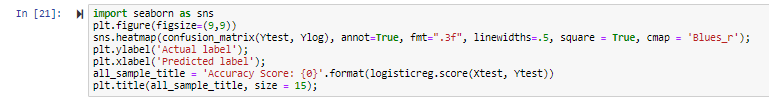 In [21]:
import seaborn as sns
plt.figure(figsize=(9,9))
sns.heatmap(confusion_matrix(Ytest, Ylog), annot=True, fmt=".3f", linewidths=.5, square = True, cmap = 'Blues_r');
plt.ylabel('Actual label');
plt.xlabel('Predicted label');
all_sample_title = 'Accuracy Score: {0}'.format(logisticreg.score(Xtest, Ytest))
plt.title(all_sample_title, size = 15);